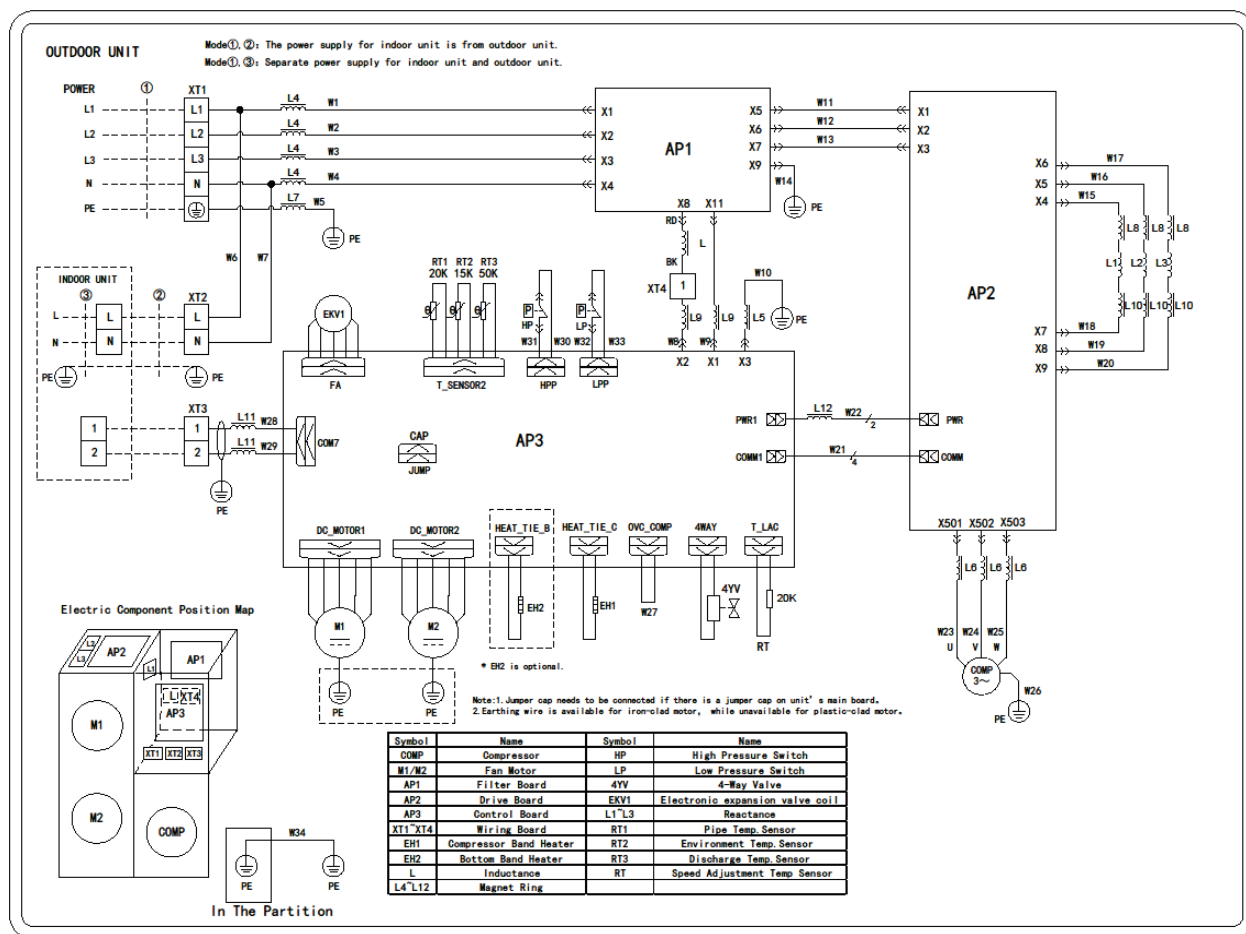 OUTDOOR UNIT
Mode①,②: The power supply for indoor unit is from outdoor unit.
Mode①,③: Separate power supply for indoor unit and outdoor unit.
POWER ① XT1
L1 L1 L4 W1 X1 X5 W11 X1
L2 L2 L4 W2 X2 X6 W12 X2
L3 L3 L4 W3 X3 X7 W13 X3
N N L4 W4 X4 X9 W14 PE
AP1
PE L7 W5 PE
X8 X11
RD L BK
XT4 1
L9 L9 L5 W10 PE
W8 W9
X2 X1 X3
W6 W7
X6 W17
X5 W16
X4 W15
L8 L8 L8
L1 L2 L3
L10 L10 L10
AP2
X7 W18
X8 W19
X9 W20
INDOOR UNIT
③ ② XT2
L L L
N N N
PE PE
EKV1
FA
RT1 RT2 RT3
20K 15K 50K
θ θ θ
T_SENSOR2
P P
HP LP
W31 W30 W32 W33
HPP LPP
XT3
1 1 L11 W28
2 2 L11 W29
COM7
PE
CAP
JUMP
AP3
PWR1 L12 W22 2 PWR
COMM1 W21 4 COMM
DC_MOTOR1 DC_MOTOR2 HEAT_TIE_B HEAT_TIE_C OVC_COMP 4WAY T_LAC
M1 M2 EH2 EH1 W27 4YV 20K
RT
PE PE
X501 X502 X503
L6 L6 L6
W23 W24 W25
U V W
COMP
3~
W26
PE
* EH2 is optional.
Note:1.Jumper cap needs to be connected if there is a jumper cap on unit's main board.
2.Earthing wire is available for iron-clad motor, while unavailable for plastic-clad motor.
Electric Component Position Map
L2
L3
AP2
L1
AP1
L XT4
AP3
M1
XT1 XT2 XT3
M2
COMP
W34
PE PE
In The Partition
Symbol Name Symbol Name
COMP Compressor HP High Pressure Switch
M1/M2 Fan Motor LP Low Pressure Switch
AP1 Filter Board 4YV 4-Way Valve
AP2 Drive Board EKV1 Electronic expansion valve coil
AP3 Control Board L1~L3 Reactance
XT1~XT4 Wiring Board RT1 Pipe Temp.Sensor
EH1 Compressor Band Heater RT2 Environment Temp.Sensor
EH2 Bottom Band Heater RT3 Discharge Temp.Sensor
L Inductance RT Speed Adjustment Temp Sensor
L4~L12 Magnet Ring